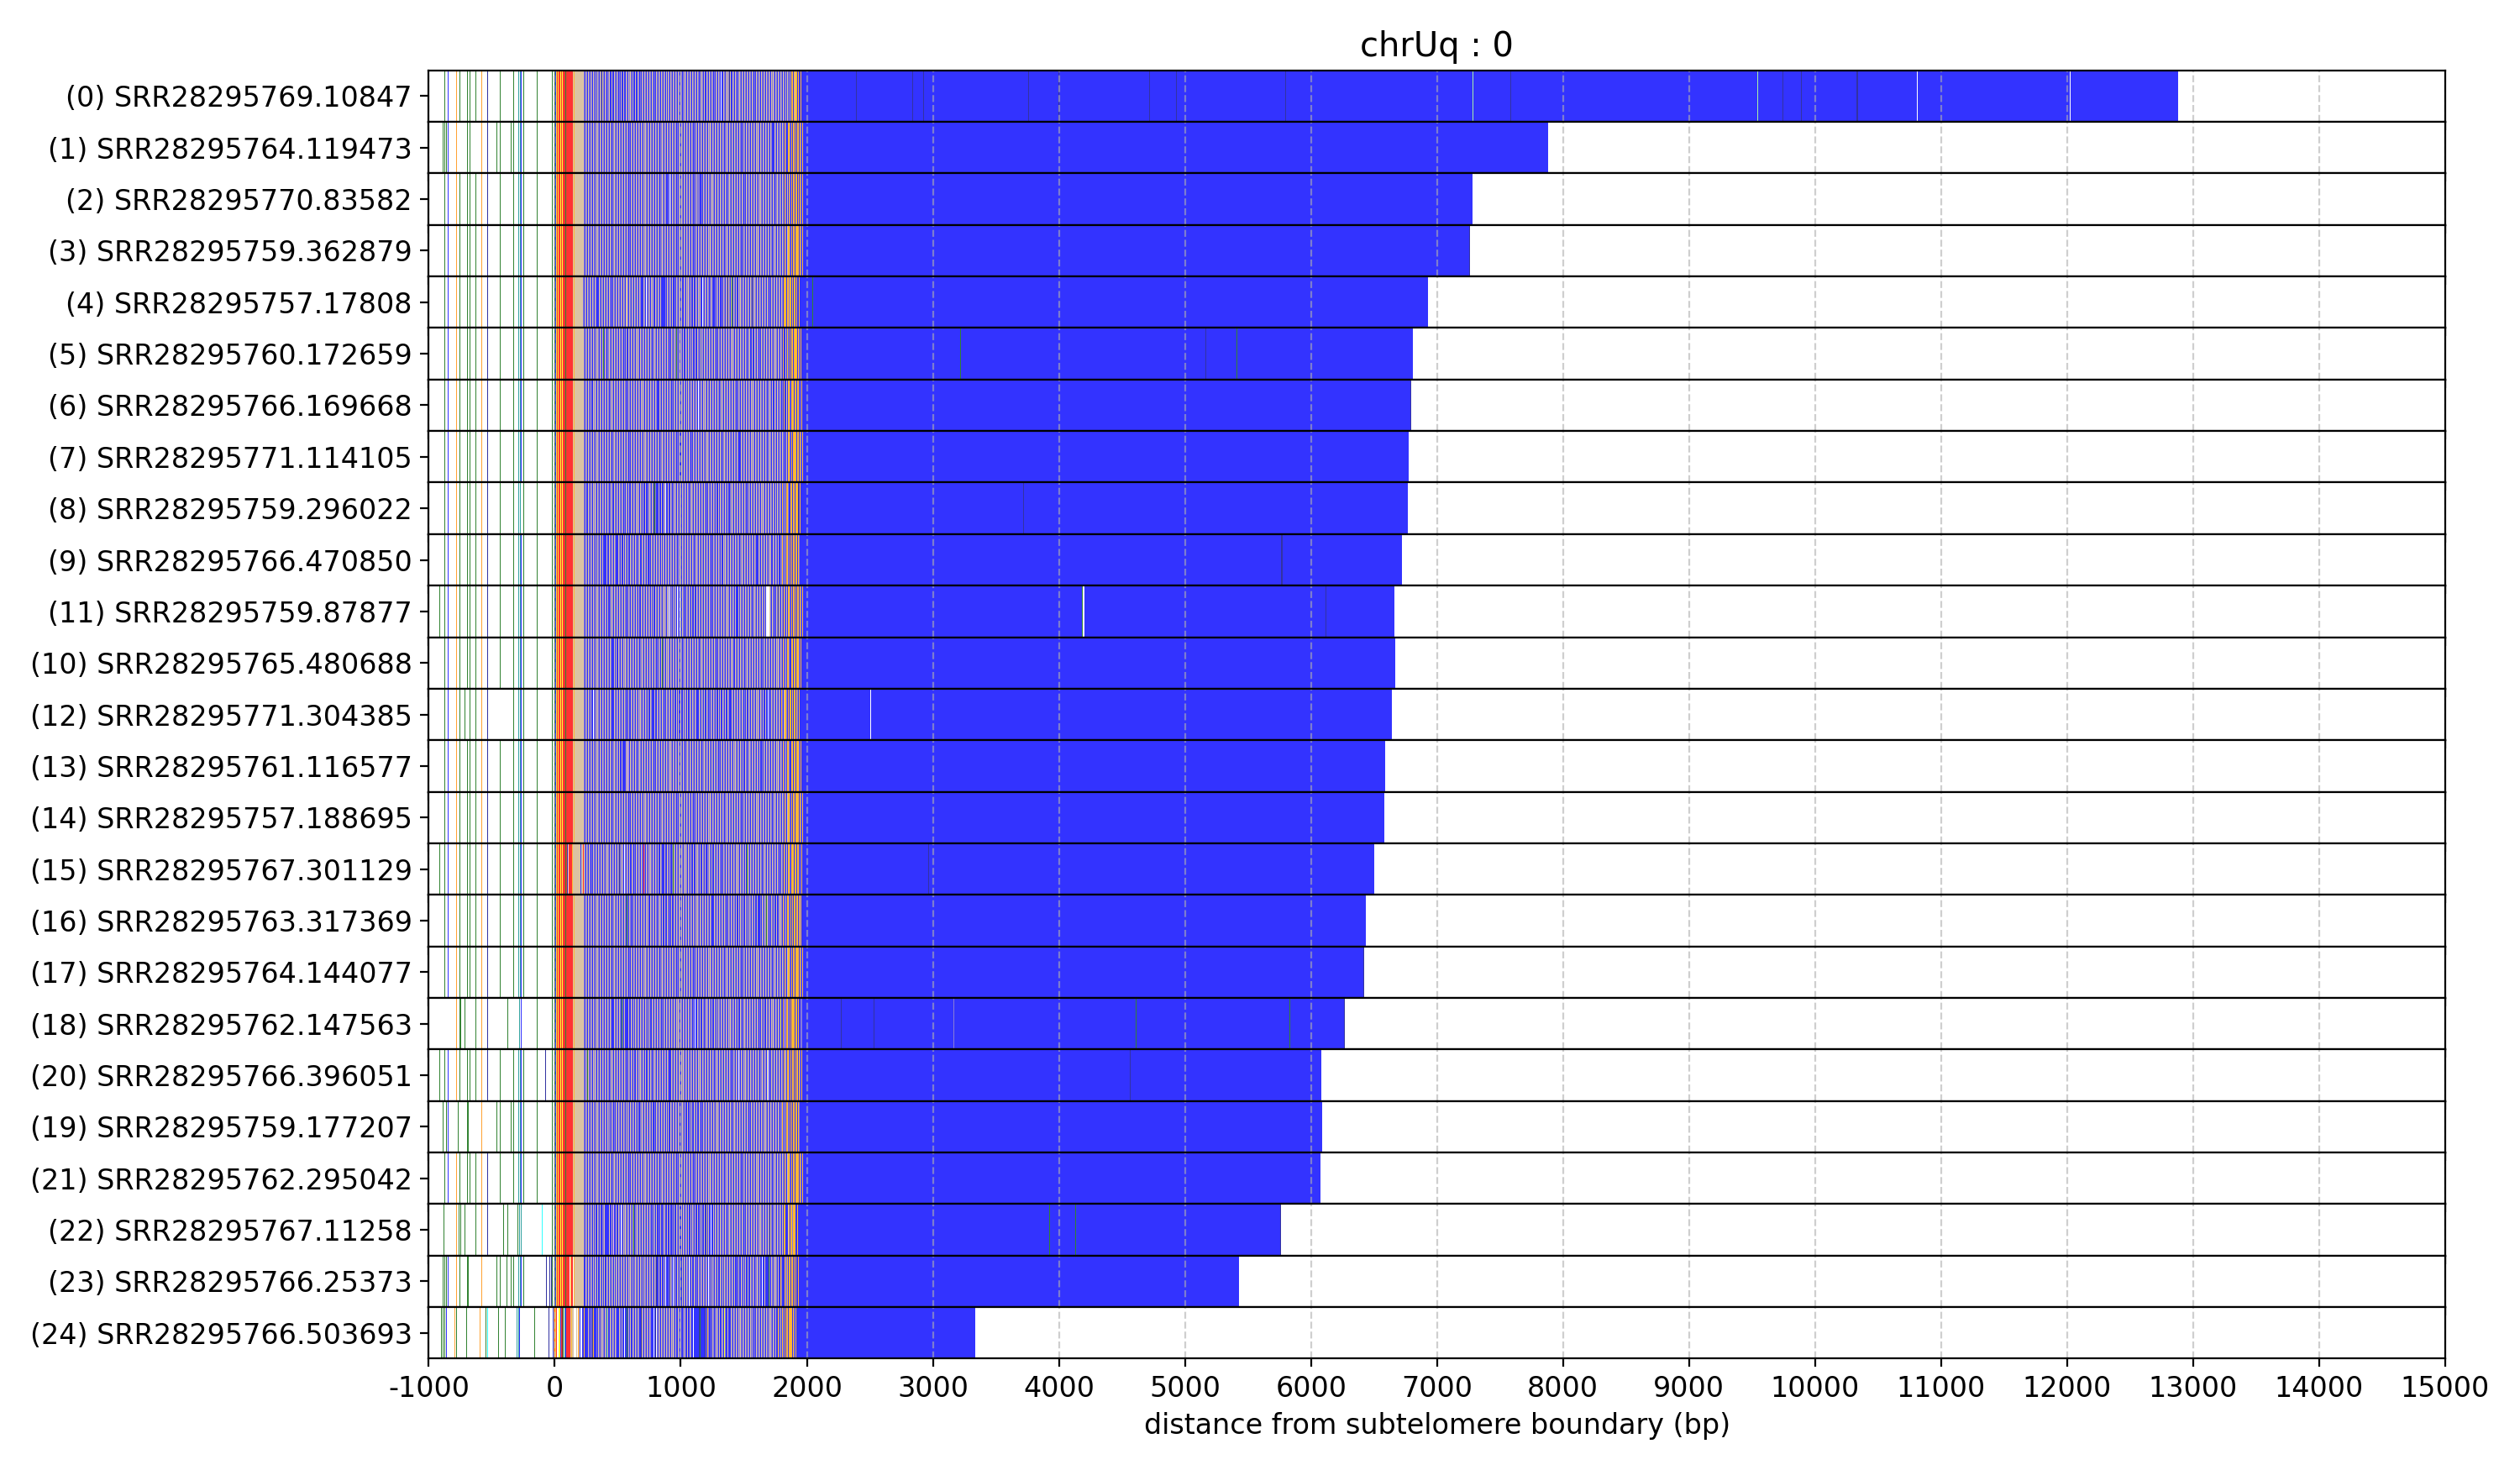 chrUq : 0
(0) SRR28295769.10847
(1) SRR28295764.119473
(2) SRR28295770.83582
(3) SRR28295759.362879
(4) SRR28295757.17808
(5) SRR28295760.172659
(6) SRR28295766.169668
(7) SRR28295771.114105
(8) SRR28295759.296022
(9) SRR28295766.470850
(11) SRR28295759.87877
(10) SRR28295765.480688
(12) SRR28295771.304385
(13) SRR28295761.116577
(14) SRR28295757.188695
(15) SRR28295767.301129
(16) SRR28295763.317369
(17) SRR28295764.144077
(18) SRR28295762.147563
(20) SRR28295766.396051
(19) SRR28295759.177207
(21) SRR28295762.295042
(22) SRR28295767.11258
(23) SRR28295766.25373
(24) SRR28295766.503693
-1000 0 1000 2000 3000 4000 5000 6000 7000 8000 9000 10000 11000 12000 13000 14000 15000
distance from subtelomere boundary (bp)